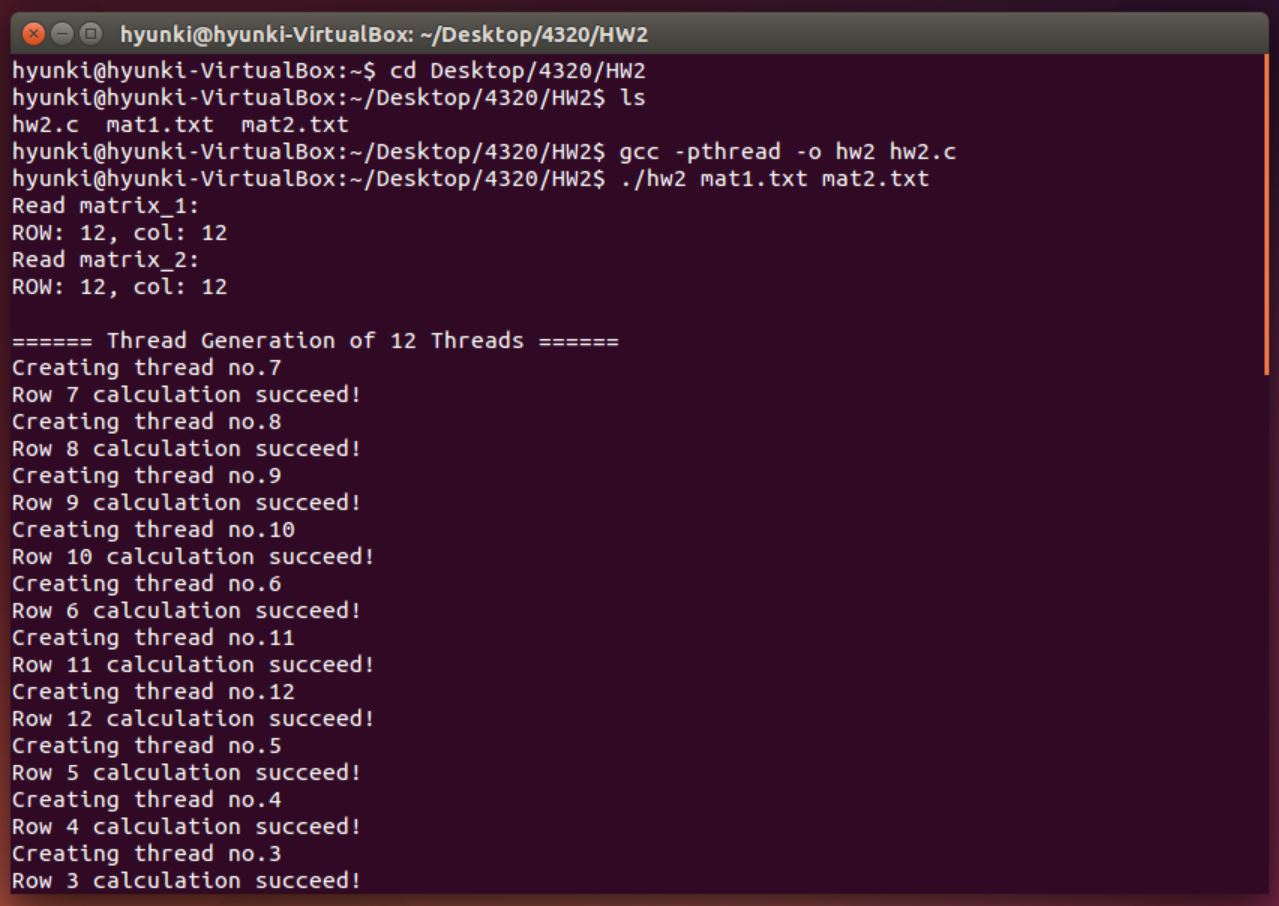 hyunki@hyunki-VirtualBox: ~/Desktop/4320/HW2
hyunki@hyunki-VirtualBox:~$ cd Desktop/4320/HW2
hyunki@hyunki-VirtualBox:~/Desktop/4320/HW2$ ls
hw2.c  mat1.txt  mat2.txt
hyunki@hyunki-VirtualBox:~/Desktop/4320/HW2$ gcc -pthread -o hw2 hw2.c
hyunki@hyunki-VirtualBox:~/Desktop/4320/HW2$ ./hw2 mat1.txt mat2.txt
Read matrix_1:
ROW: 12, col: 12
Read matrix_2:
ROW: 12, col: 12

====== Thread Generation of 12 Threads ======
Creating thread no.7
Row 7 calculation succeed!
Creating thread no.8
Row 8 calculation succeed!
Creating thread no.9
Row 9 calculation succeed!
Creating thread no.10
Row 10 calculation succeed!
Creating thread no.6
Row 6 calculation succeed!
Creating thread no.11
Row 11 calculation succeed!
Creating thread no.12
Row 12 calculation succeed!
Creating thread no.5
Row 5 calculation succeed!
Creating thread no.4
Row 4 calculation succeed!
Creating thread no.3
Row 3 calculation succeed!